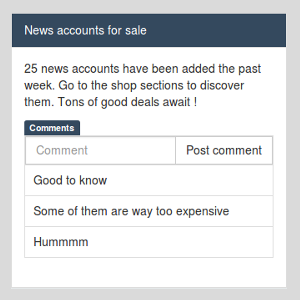 News accounts for sale
25 news accounts have been added the past
week. Go to the shop sections to discover
them. Tons of good deals await !
Comments
Comment
Post comment
Good to know
Some of them are way too expensive
Hummmm